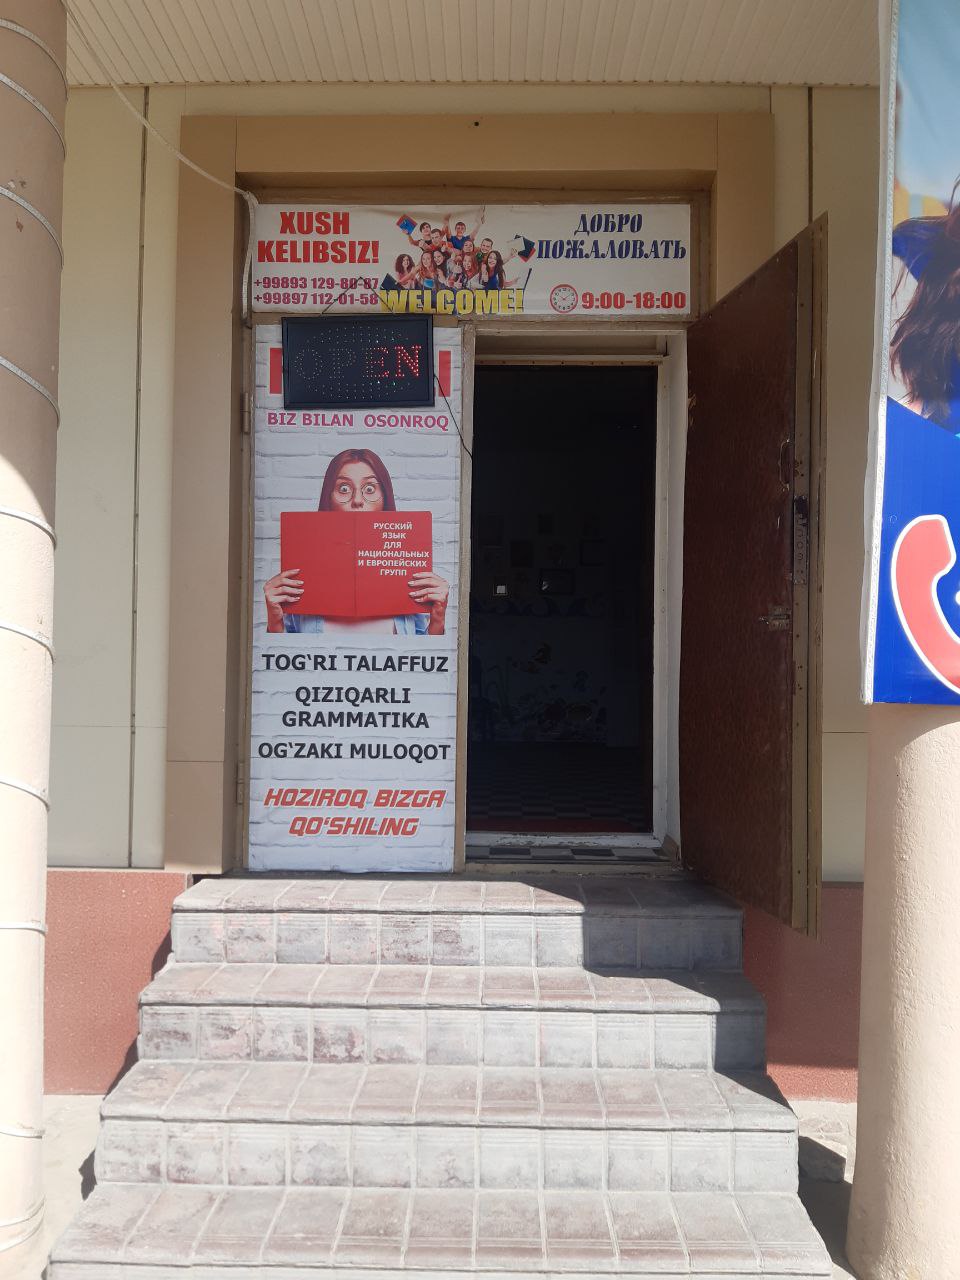 XUSH
KELIBSIZ!
ДОБРО
ПОЖАЛОВАТЬ
+99893 129-80-87
+99897 112-01-58
WELCOME!
9:00-18:00
OPEN
BIZ BILAN OSONROQ
РУССКИЙ
ЯЗЫК
ДЛЯ
НАЦИОНАЛЬНЫХ
И ЕВРОПЕЙСКИХ
ГРУПП
TOG‘RI TALAFFUZ
QIZIQARLI
GRAMMATIKA
OG‘ZAKI MULOQOT
HOZIROQ BIZGA
QO‘SHILING